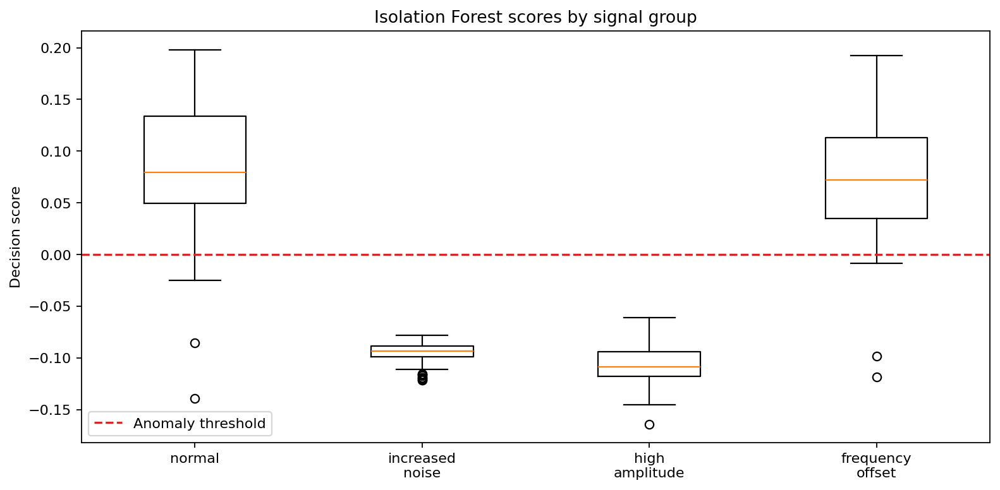 Isolation Forest scores by signal group
Decision score
0.20
0.15
0.10
0.05
0.00
−0.05
−0.10
−0.15
Anomaly threshold
normal
increased
noise
high
amplitude
frequency
offset